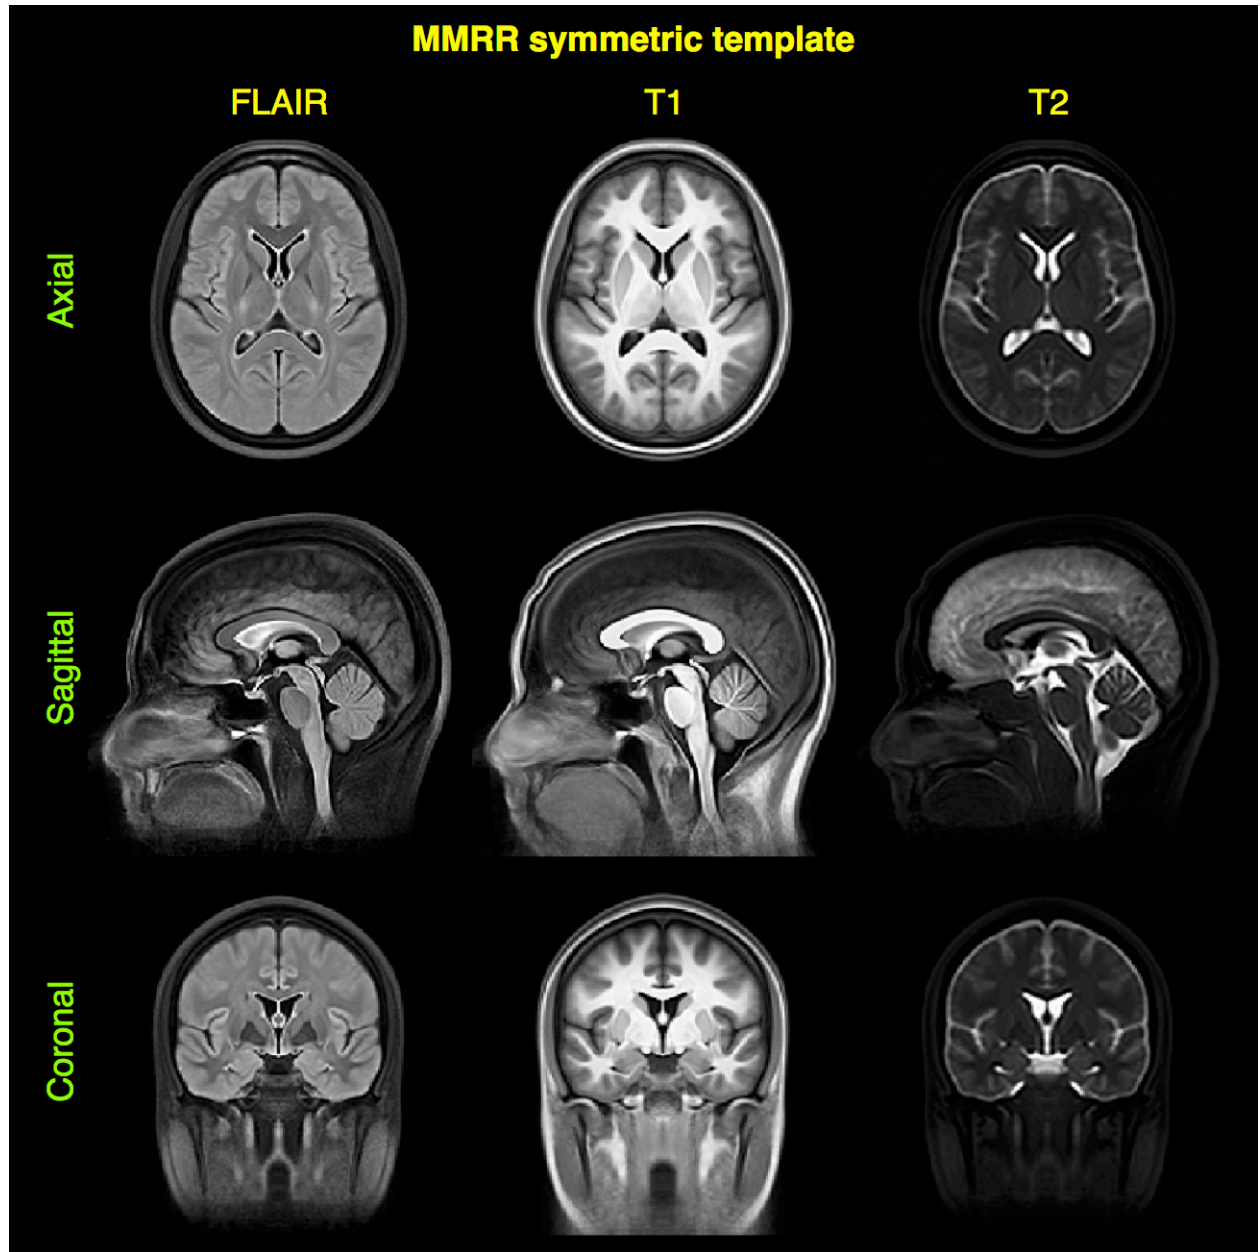 MMRR symmetric template
FLAIR
T1
T2
Axial
Sagittal
Coronal